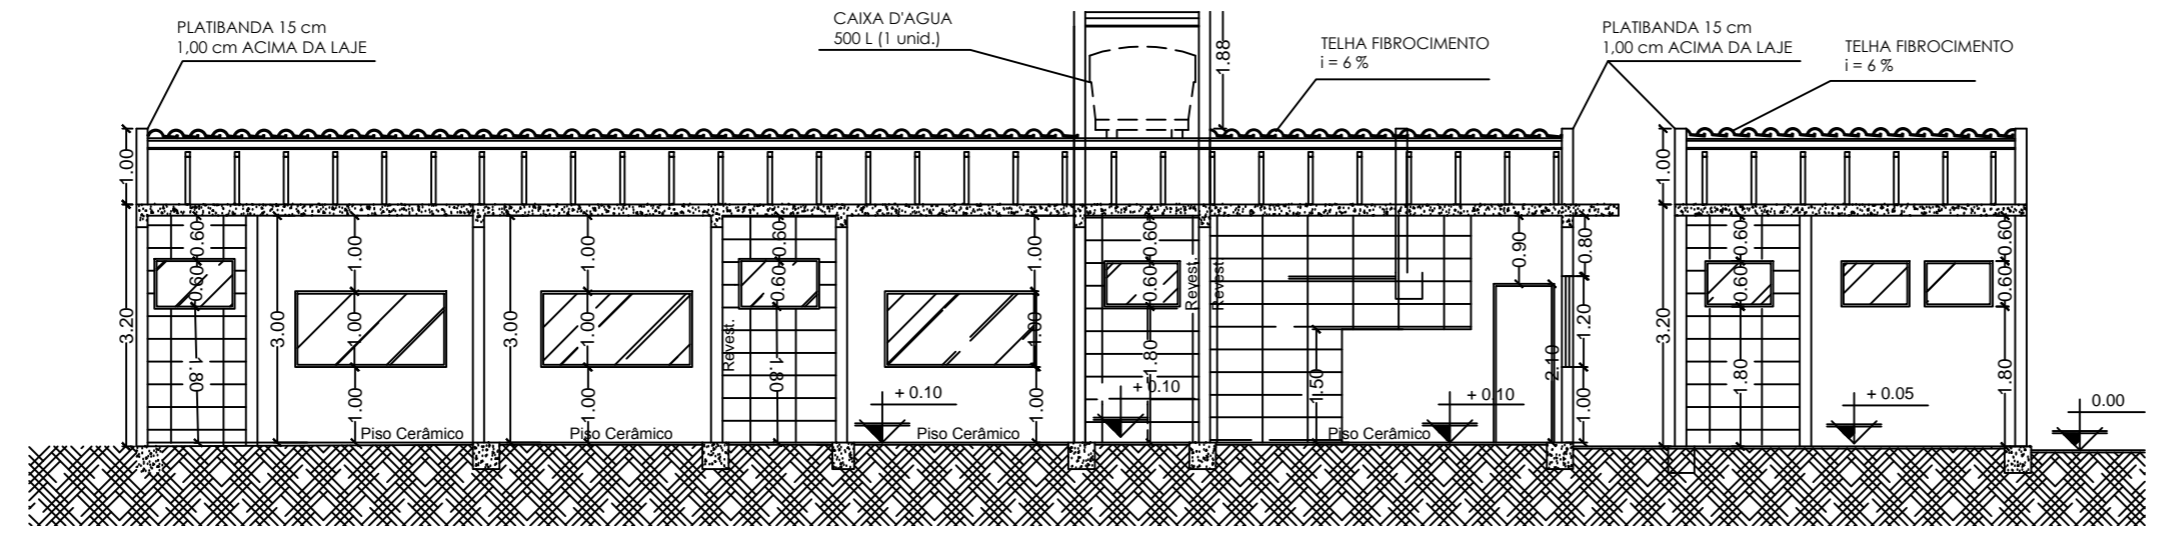 PLATIBANDA 15 cm
1,00 cm ACIMA DA LAJE
CAIXA D'AGUA
500 L (1 unid.)
1.88
TELHA FIBROCIMENTO
i = 6 %
PLATIBANDA 15 cm
1,00 cm ACIMA DA LAJE
TELHA FIBROCIMENTO
i = 6 %
1.00
3.20
0.60
0.60
1.80
3.00
1.00
1.00
1.00
Piso Cerâmico
3.00
1.00
1.00
1.00
Piso Cerâmico
Revest.
0.60
0.60
1.80
+ 0.10
Piso Cerâmico
1.00
1.00
1.00
+ 0.10
0.60
0.60
1.80
Revest.
Revest.
1.50
Piso Cerâmico
+ 0.10
0.90
2.10
0.80
1.20
1.00
1.00
3.20
0.60
0.60
1.80
+ 0.05
0.60
0.60
1.80
0.00